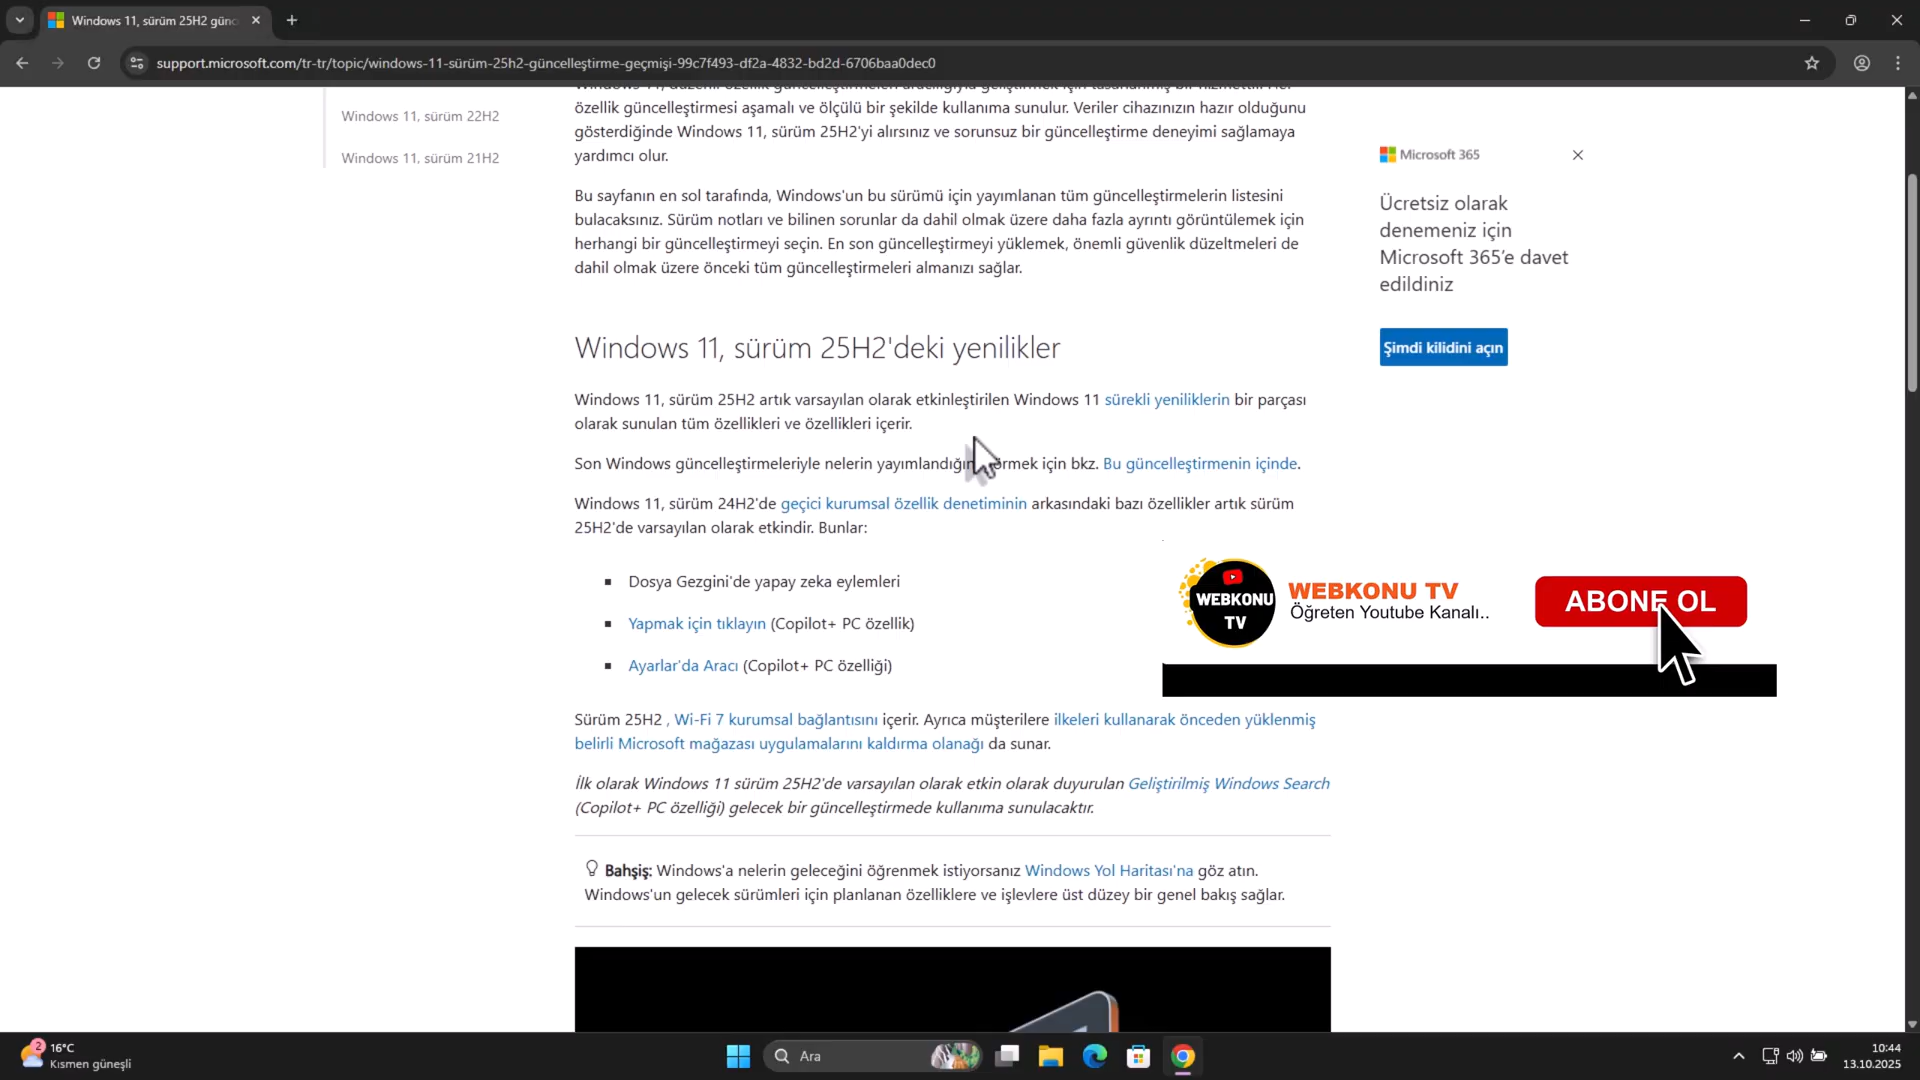 Windows 11, sürüm 25H2 günc
support.microsoft.com/tr-tr/topic/windows-11-sürüm-25h2-güncelleştirme-geçmişi-99c7f493-df2a-4832-bd2d-6706baa0dec0
Windows 11, sürüm 22H2
Windows 11, sürüm 21H2
Windows 11, düzenli özellik güncelleştirmeleri aracılığıyla geliştirmek için tasarlanmış bir hizmettir. Her
özellik güncelleştirmesi aşamalı ve ölçülü bir şekilde kullanıma sunulur. Veriler cihazınızın hazır olduğunu
gösterdiğinde Windows 11, sürüm 25H2'yi alırsınız ve sorunsuz bir güncelleştirme deneyimi sağlamaya
yardımcı olur.
Bu sayfanın en sol tarafında, Windows'un bu sürümü için yayımlanan tüm güncelleştirmelerin listesini
bulacaksınız. Sürüm notları ve bilinen sorunlar da dahil olmak üzere daha fazla ayrıntı görüntülemek için
herhangi bir güncelleştirmeyi seçin. En son güncelleştirmeyi yüklemek, önemli güvenlik düzeltmeleri de
dahil olmak üzere önceki tüm güncelleştirmeleri almanızı sağlar.
Windows 11, sürüm 25H2'deki yenilikler
Windows 11, sürüm 25H2 artık varsayılan olarak etkinleştirilen Windows 11 sürekli yeniliklerin bir parçası
olarak sunulan tüm özellikleri ve özellikleri içerir.
Son Windows güncelleştirmeleriyle nelerin için bkz. Bu güncelleştirmenin içinde.
Windows 11, sürüm 24H2'de geçici kurumsal özellik denetiminin arkasındaki bazı özellikler artık sürüm
25H2'de varsayılan olarak etkindir. Bunlar:
▪ Dosya Gezgini'de yapay zeka eylemleri
▪ Yapmak için tıklayın (Copilot+ PC özellik)
▪ Ayarlar'da Aracı (Copilot+ PC özelliği)
Sürüm 25H2 , Wi-Fi 7 kurumsal bağlantısını içerir. Ayrıca müşterilere ilkeleri kullanarak önceden yüklenmiş
belirli Microsoft mağazası uygulamalarını kaldırma olanağı da sunar.
İlk olarak Windows 11 sürüm 25H2'de varsayılan olarak etkin olarak duyurulan Geliştirilmiş Windows Search
(Copilot+ PC özelliği) gelecek bir güncelleştirmede kullanıma sunulacaktır.
Bahşiş: Windows'a nelerin geleceğini öğrenmek istiyorsanız Windows Yol Haritası'na göz atın.
Windows'un gelecek sürümleri için planlanan özelliklere ve işlevlere üst düzey bir genel bakış sağlar.
Microsoft 365
Ücretsiz olarak
denemeniz için
Microsoft 365'e davet
edildiniz
Şimdi kilidini açın
WEBKONU
TV
WEBKONU TV
Öğreten Youtube Kanalı..
ABONE OL
2
16°C
Kısmen güneşli
Ara
10:44
13.10.2025